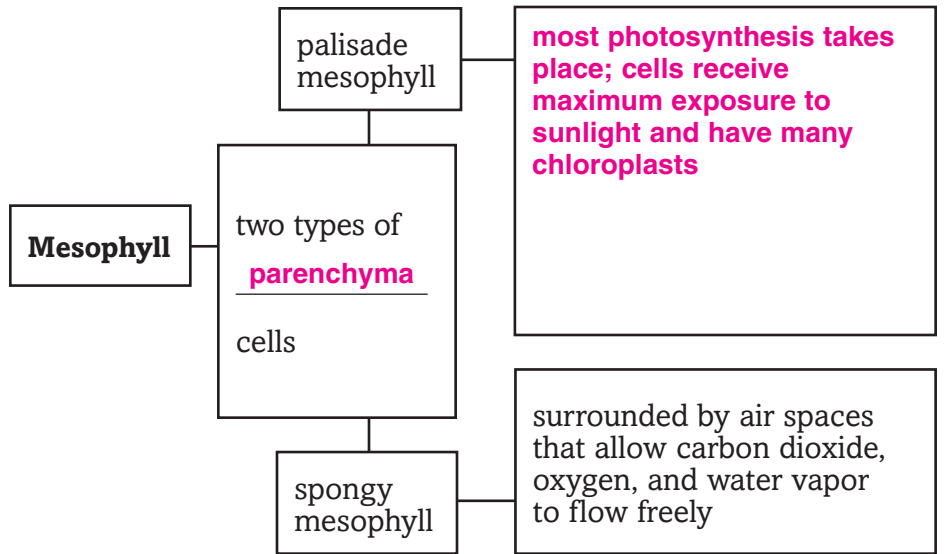 palisade
mesophyll
most photosynthesis takes
place; cells receive
maximum exposure to
sunlight and have many
chloroplasts
Mesophyll
two types of
parenchyma
cells
spongy
mesophyll
surrounded by air spaces
that allow carbon dioxide,
oxygen, and water vapor
to flow freely